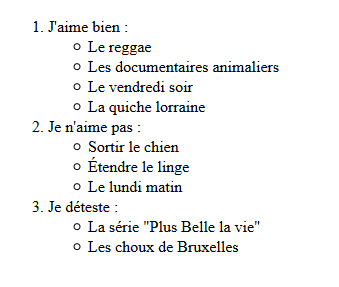 1. J'aime bien :
○ Le reggae
○ Les documentaires animaliers
○ Le vendredi soir
○ La quiche lorraine
2. Je n'aime pas :
○ Sortir le chien
○ Étendre le linge
○ Le lundi matin
3. Je déteste :
○ La série "Plus Belle la vie"
○ Les choux de Bruxelles